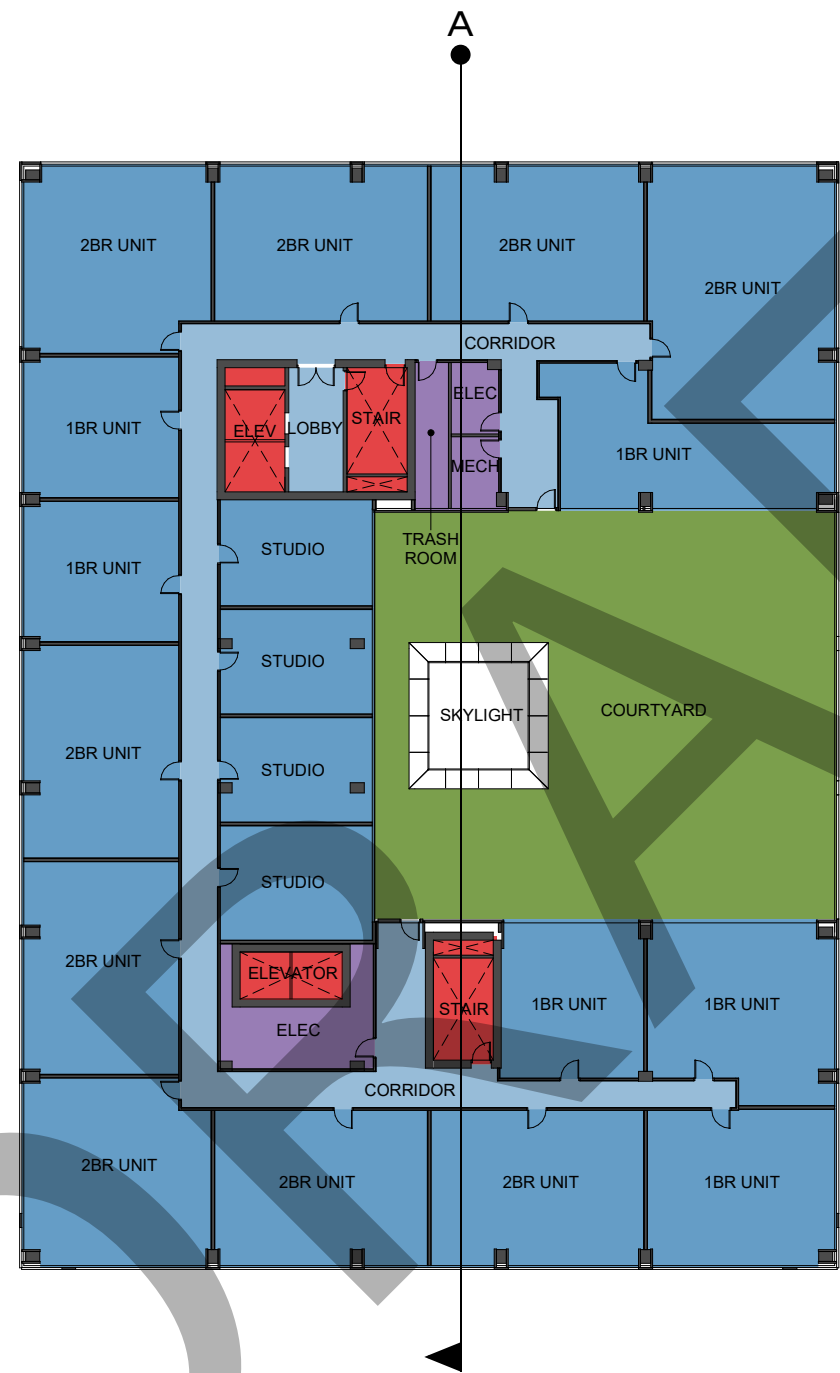 A
2BR UNIT
2BR UNIT
2BR UNIT
2BR UNIT
CORRIDOR
ELEC
ELEV
LOBBY
STAIR
1BR UNIT
1BR UNIT
MECH
TRASH
ROOM
STUDIO
1BR UNIT
STUDIO
SKYLIGHT
COURTYARD
2BR UNIT
STUDIO
STUDIO
2BR UNIT
ELEVATOR
STAIR
1BR UNIT
1BR UNIT
ELEC
CORRIDOR
2BR UNIT
2BR UNIT
2BR UNIT
1BR UNIT